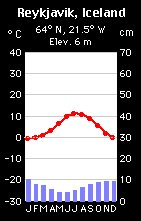 Reykjavik, Iceland
64° N, 21.5° W
Elev. 6 m
°C cm
40 70
30 60
20 50
10 40
0 30
−10 20
−20 10
−30 0
J F M A M J J A S O N D